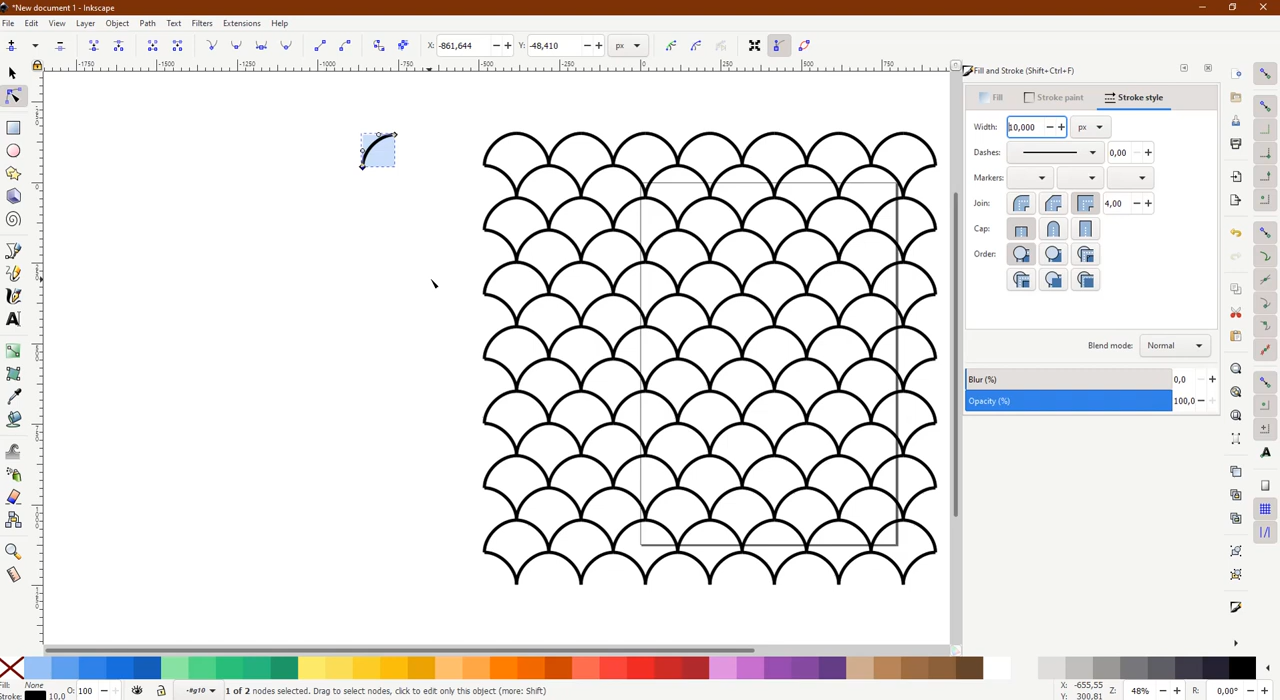 *New document 1 - Inkscape
File Edit View Layer Object Path Text Filters Extensions Help
X: -861,644 Y: -48,410 px
-1750 -1250 -1000 -750 -500 -250 0 250 500 750
Fill and Stroke (Shift+Ctrl+F)
Fill Stroke paint Stroke style
Width: 10,000 px
Dashes: 0,00
Markers:
Join: 4,00
Cap:
Order:
Blend mode: Normal
Blur (%) 0,0
Opacity (%) 100,0
Fill: None O: 100 -#g10 1 of 2 nodes selected. Drag to select nodes, click to edit only this object (more: Shift) X: -655,55 Z: 48% R: 0,00°
Stroke: 10,0 Y: 300,81